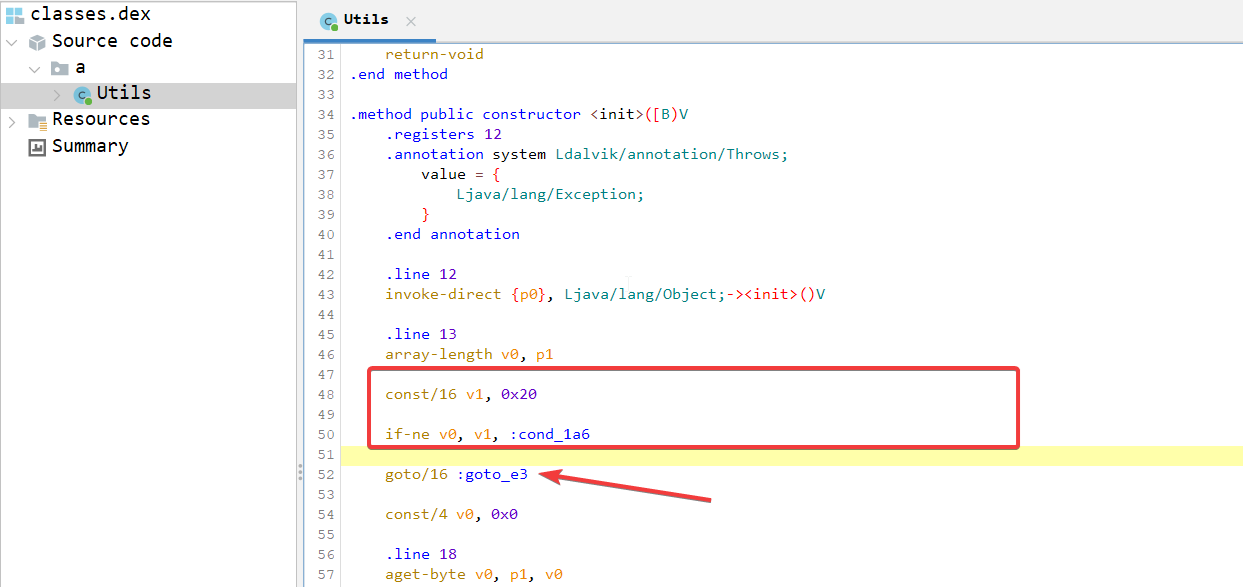 classes.dex
Source code
a
Utils
Resources
Summary
Utils
31 return-void
32 .end method
33
34 .method public constructor <init>([B)V
35 .registers 12
36 .annotation system Ldalvik/annotation/Throws;
37 value = {
38 Ljava/lang/Exception;
39 }
40 .end annotation
41
42 .line 12
43 invoke-direct {p0}, Ljava/lang/Object;-><init>()V
44
45 .line 13
46 array-length v0, p1
47
48 const/16 v1, 0x20
49
50 if-ne v0, v1, :cond_1a6
51
52 goto/16 :goto_e3
53
54 const/4 v0, 0x0
55
56 .line 18
57 aget-byte v0, p1, v0